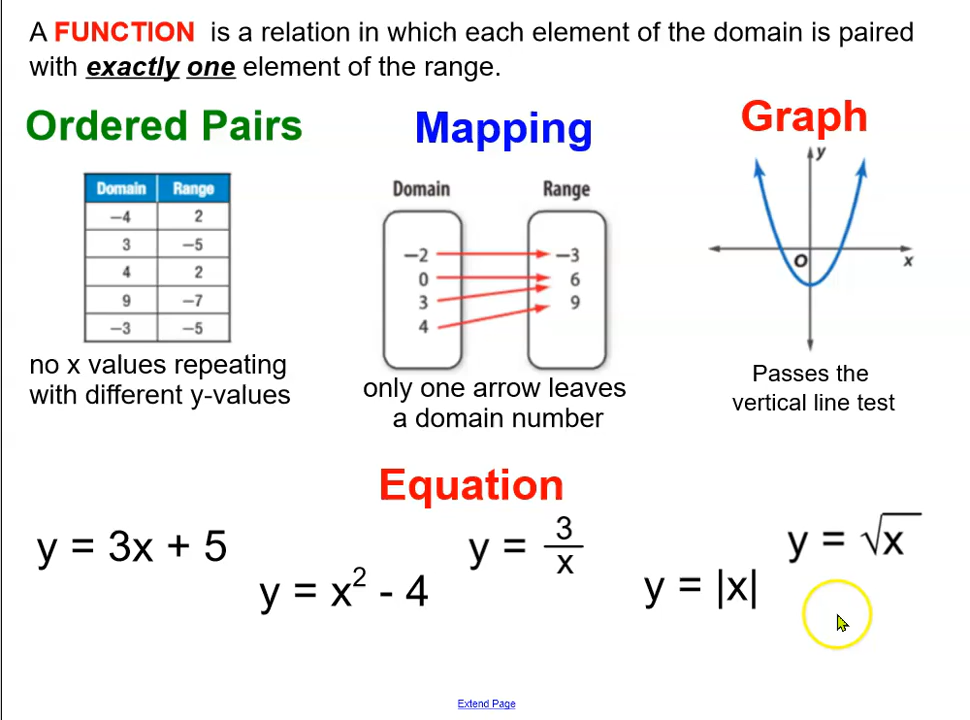 A FUNCTION is a relation in which each element of the domain is paired
with exactly one element of the range.
Ordered Pairs
Domain Range
−4 2
3 −5
4 2
9 −7
−3 −5
no x values repeating
with different y-values
Mapping
Domain Range
−2 −3
0 6
3 9
4
only one arrow leaves
a domain number
Graph
y
O
x
Passes the
vertical line test
Equation
y = 3x + 5
y = x² - 4
y = 3/x
y = |x|
y = √x
Extend Page